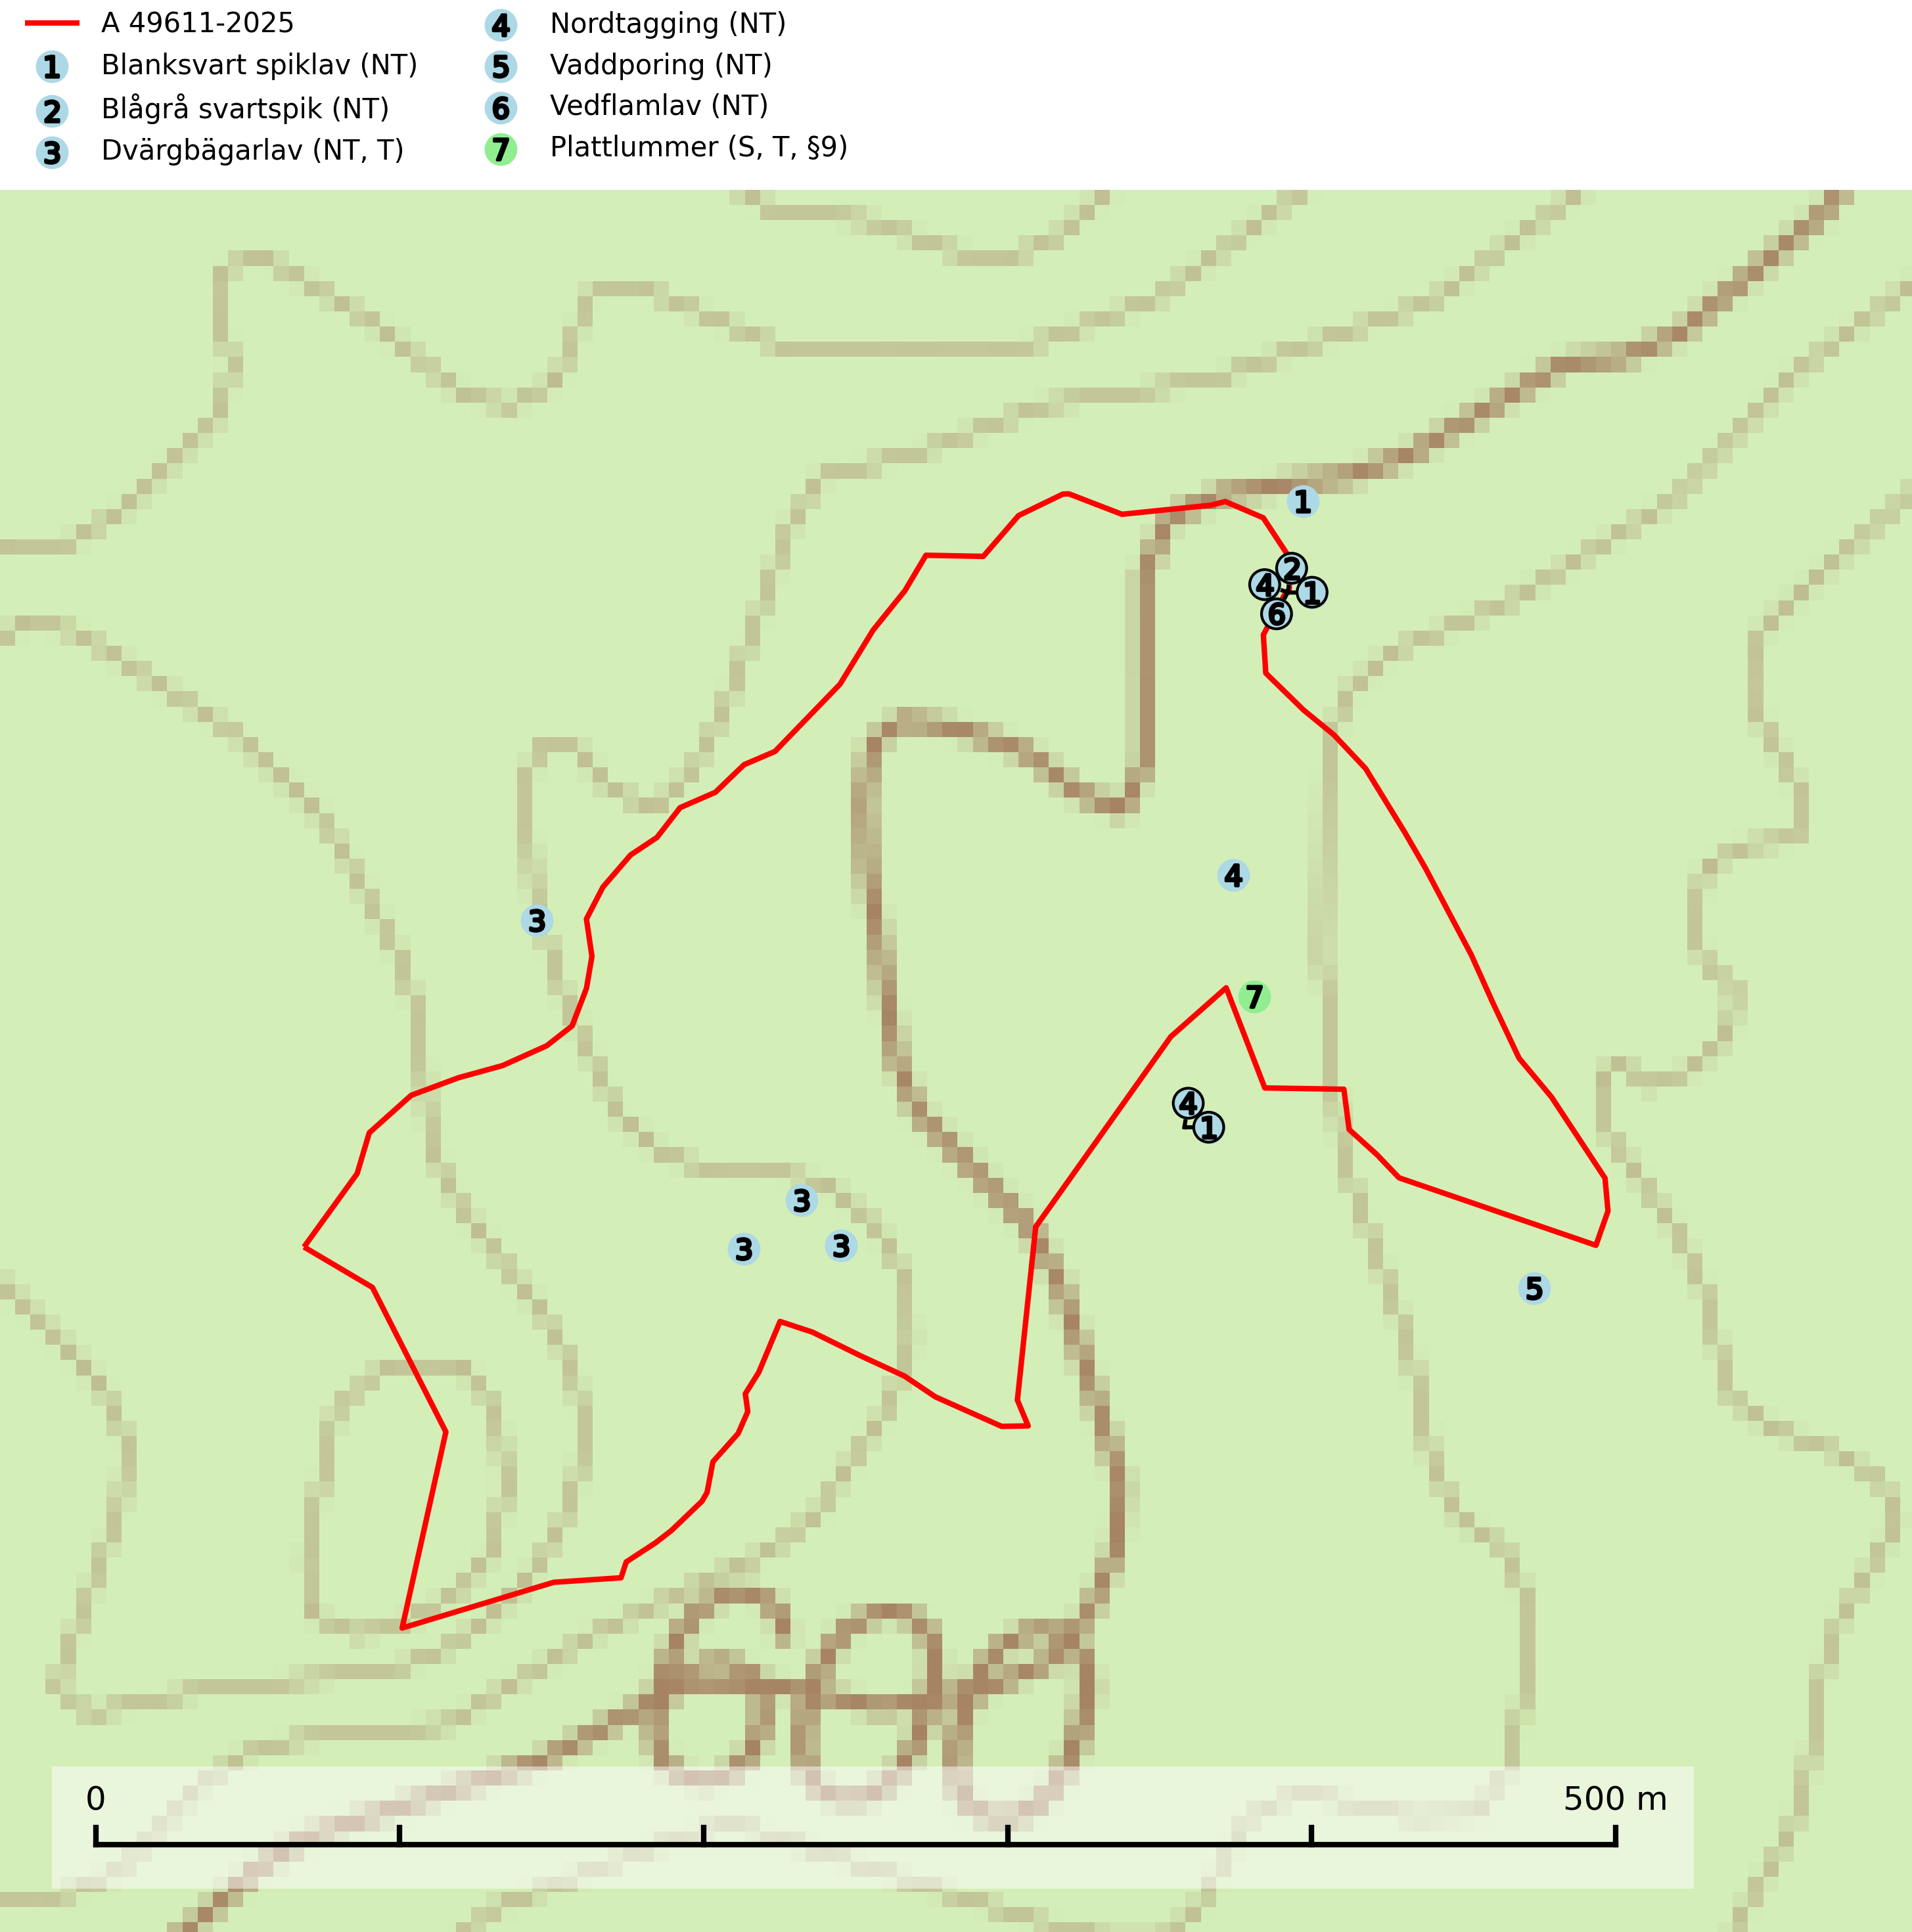 A 49611-2025
1 Blanksvart spiklav (NT)
2 Blågrå svartspik (NT)
3 Dvärgbägarlav (NT, T)
4 Nordtagging (NT)
5 Vaddporing (NT)
6 Vedflamlav (NT)
7 Plattlummer (S, T, §9)
1
2
4
1
6
4
3
7
4
1
3
3
3
5
0
500 m